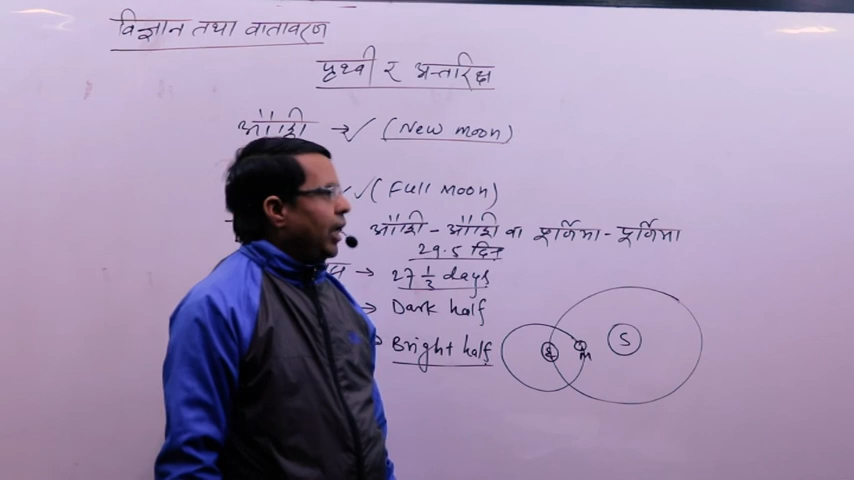 विज्ञान तथा वातावरण
पृथ्वी र अन्तरिक्ष
औंशी → ✓ (New moon)
✓ (Full Moon)
औंशी - औंशी वा पूर्णिमा - पूर्णिमा
29.5 दिन
→ 27 1/3 days
→ Dark half
Bright half
S
E
M